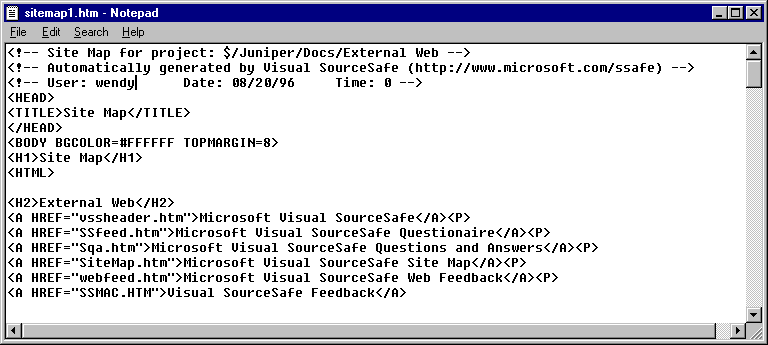 sitemap1.htm - Notepad
File Edit Search Help
<!-- Site Map for project: $/Juniper/Docs/External Web -->
<!-- Automatically generated by Visual SourceSafe (http://www.microsoft.com/ssafe) -->
<!-- User: wendy      Date: 08/20/96     Time: 0 -->
<HEAD>
<TITLE>Site Map</TITLE>
</HEAD>
<BODY BGCOLOR=#FFFFFF TOPMARGIN=8>
<H1>Site Map</H1>
<HTML>
<H2>External Web</H2>
<A HREF="vssheader.htm">Microsoft Visual SourceSafe</A><P>
<A HREF="SSfeed.htm">Microsoft Visual SourceSafe Questionaire</A><P>
<A HREF="Sqa.htm">Microsoft Visual SourceSafe Questions and Answers</A><P>
<A HREF="SiteMap.htm">Microsoft Visual SourceSafe Site Map</A><P>
<A HREF="webfeed.htm">Microsoft Visual SourceSafe Web Feedback</A><P>
<A HREF="SSMAC.HTM">Visual SourceSafe Feedback</A>